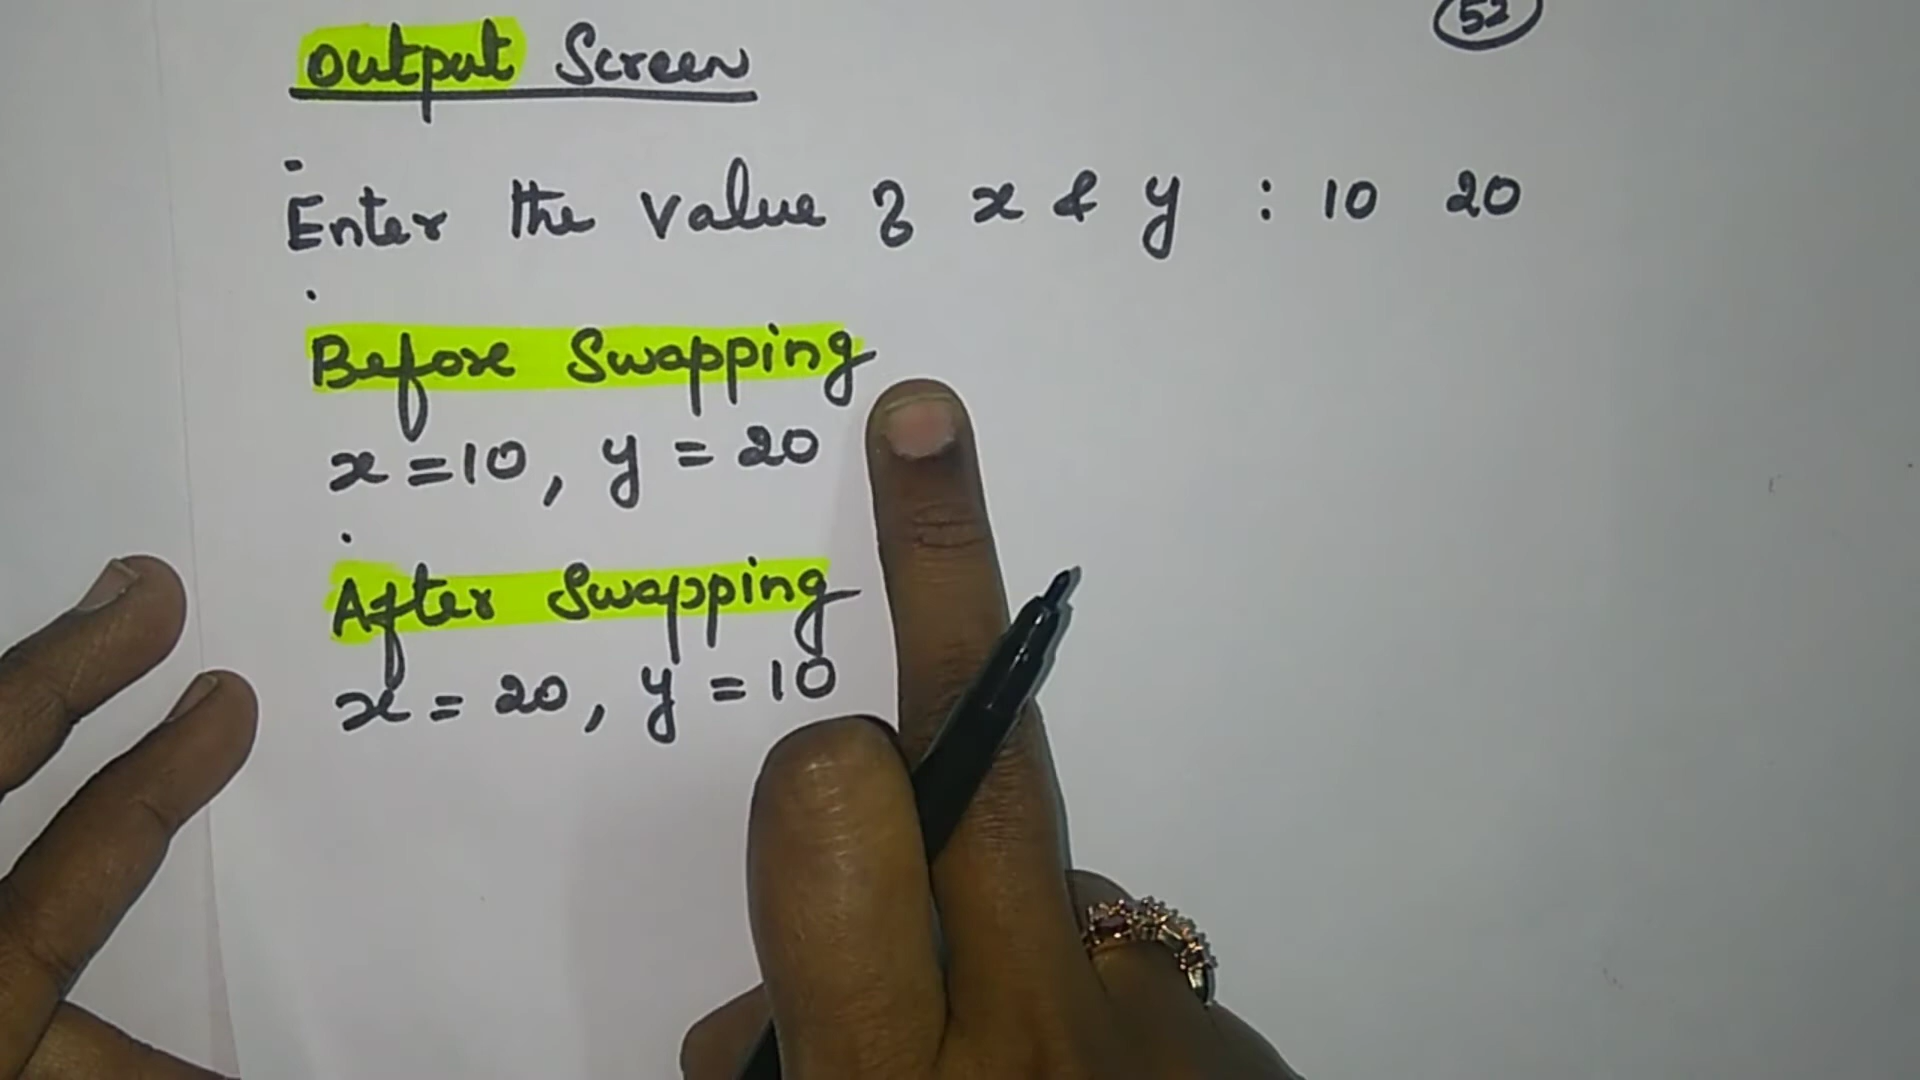 52
Output Screen
Enter the value of x & y : 10 20
Before Swapping
x = 10, y = 20
After Swapping
x = 20, y = 10